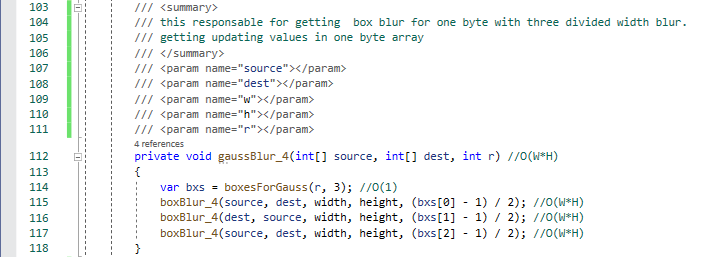 103 /// <summary>
104 /// this responsable for getting  box blur for one byte with three divided width blur.
105 /// getting updating values in one byte array
106 /// </summary>
107 /// <param name="source"></param>
108 /// <param name="dest"></param>
109 /// <param name="w"></param>
110 /// <param name="h"></param>
111 /// <param name="r"></param>
4 references
112 private void gaussBlur_4(int[] source, int[] dest, int r) //O(W*H)
113 {
114 var bxs = boxesForGauss(r, 3); //O(1)
115 boxBlur_4(source, dest, width, height, (bxs[0] - 1) / 2); //O(W*H)
116 boxBlur_4(dest, source, width, height, (bxs[1] - 1) / 2); //O(W*H)
117 boxBlur_4(source, dest, width, height, (bxs[2] - 1) / 2); //O(W*H)
118 }